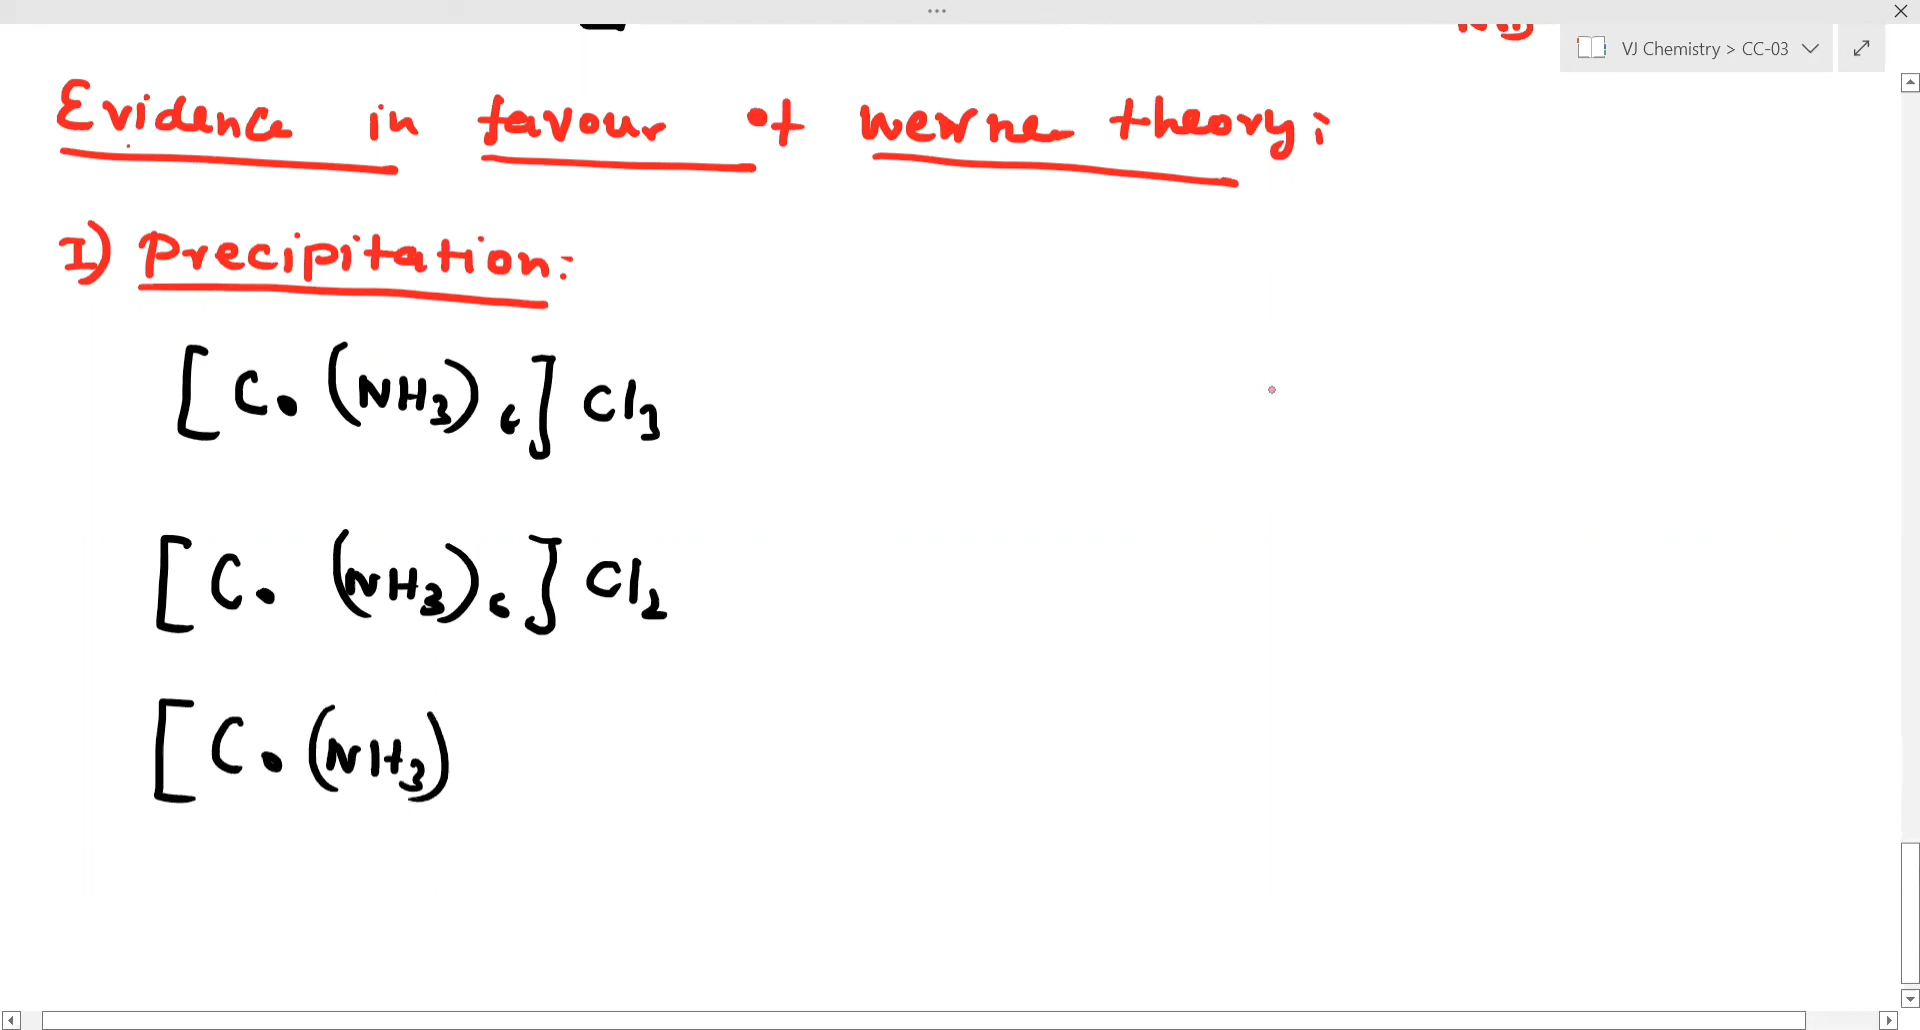 VJ Chemistry > CC-03
Evidence in favour of werner theory:
I) Precipitation:
[Co(NH3)6]Cl3
[Co(NH3)6]Cl2
[Co(NH3)